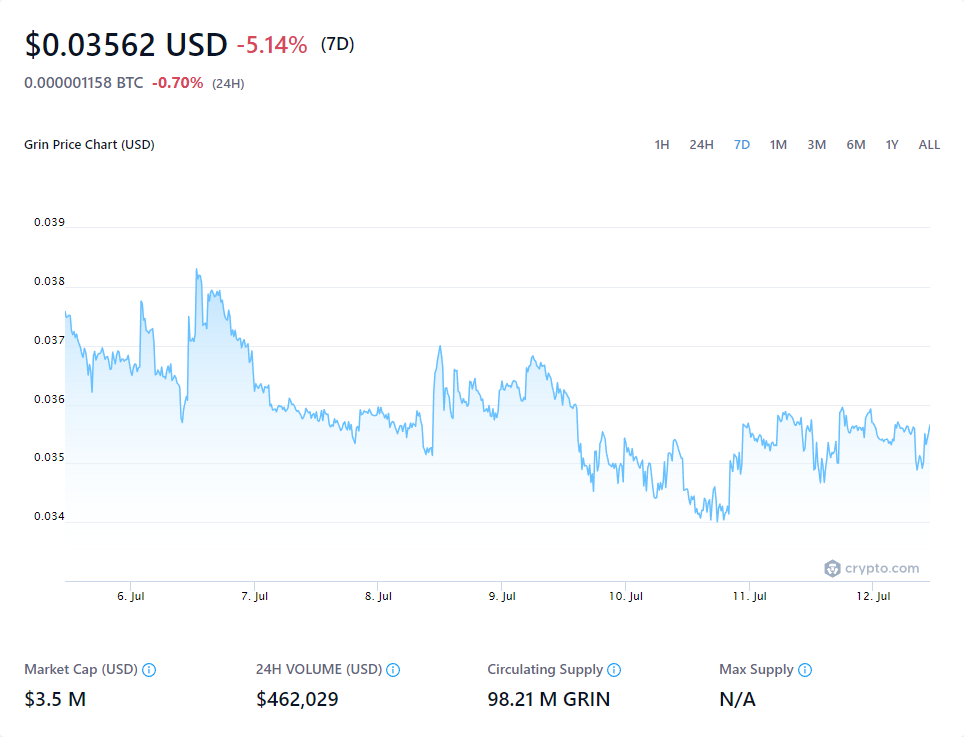 $0.03562 USD -5.14% (7D)
0.000001158 BTC -0.70% (24H)
Grin Price Chart (USD) 1H 24H 7D 1M 3M 6M 1Y ALL
0.039
0.038
0.037
0.036
0.035
0.034
crypto.com
6. Jul 7. Jul 8. Jul 9. Jul 10. Jul 11. Jul 12. Jul
Market Cap (USD) 24H VOLUME (USD) Circulating Supply Max Supply
$3.5 M $462,029 98.21 M GRIN N/A